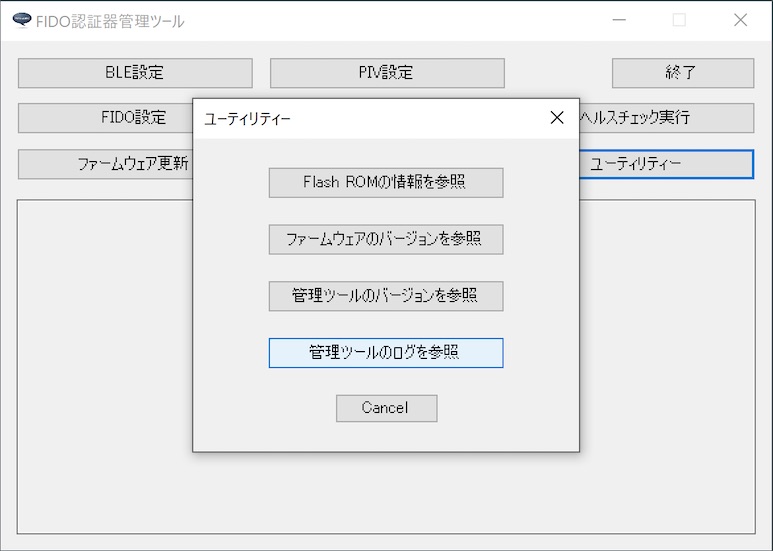 FIDO認証器管理ツール
BLE設定
PIV設定
終了
FIDO設定
ヘルスチェック実行
ファームウェア更新
ユーティリティー
ユーティリティー
Flash ROMの情報を参照
ファームウェアのバージョンを参照
管理ツールのバージョンを参照
管理ツールのログを参照
Cancel